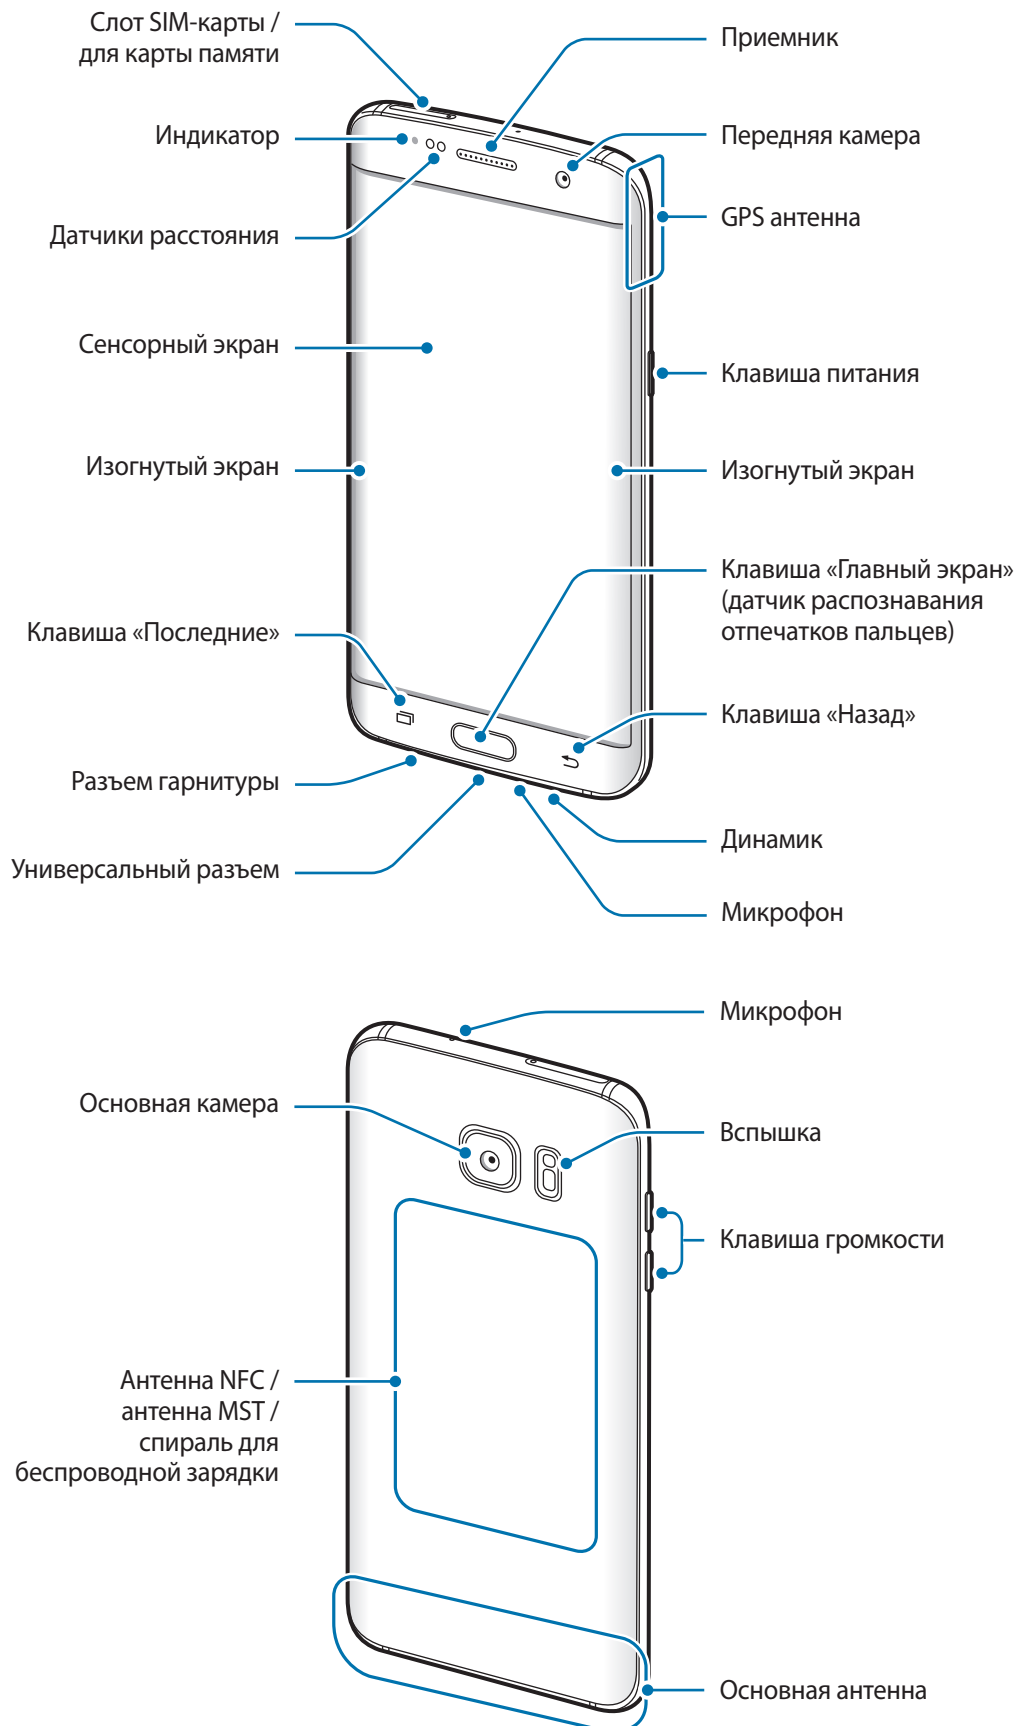 Слот SIM-карты /
для карты памяти
Приемник
Индикатор
Передняя камера
GPS антенна
Датчики расстояния
Сенсорный экран
Клавиша питания
Изогнутый экран
Изогнутый экран
Клавиша «Главный экран»
(датчик распознавания
отпечатков пальцев)
Клавиша «Последние»
Клавиша «Назад»
Разъем гарнитуры
Динамик
Универсальный разъем
Микрофон
Микрофон
Основная камера
Вспышка
Клавиша громкости
Антенна NFC /
антенна MST /
спираль для
беспроводной зарядки
Основная антенна